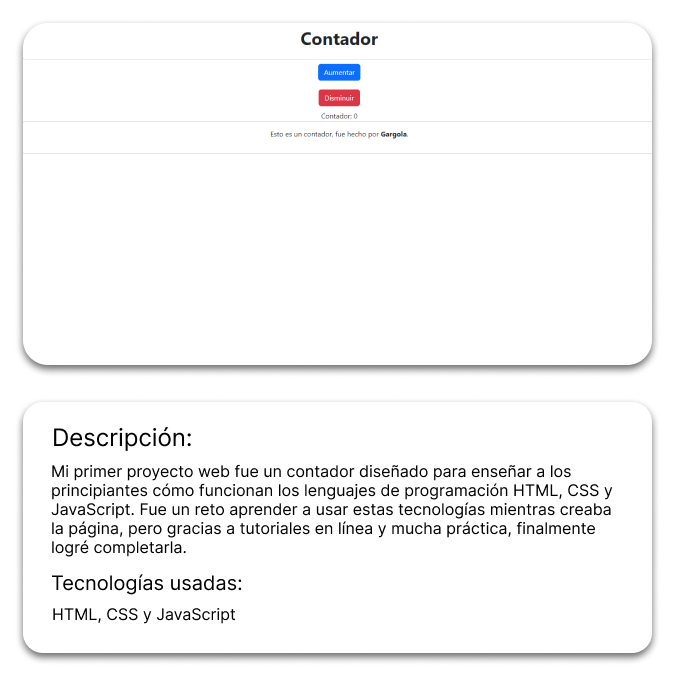 Contador
Aumentar
Disminuir
Contador: 0
Esto es un contador, fue hecho por Gargola.
Descripción:
Mi primer proyecto web fue un contador diseñado para enseñar a los
principiantes cómo funcionan los lenguajes de programación HTML, CSS y
JavaScript. Fue un reto aprender a usar estas tecnologías mientras creaba
la página, pero gracias a tutoriales en línea y mucha práctica, finalmente
logré completarla.
Tecnologías usadas:
HTML, CSS y JavaScript